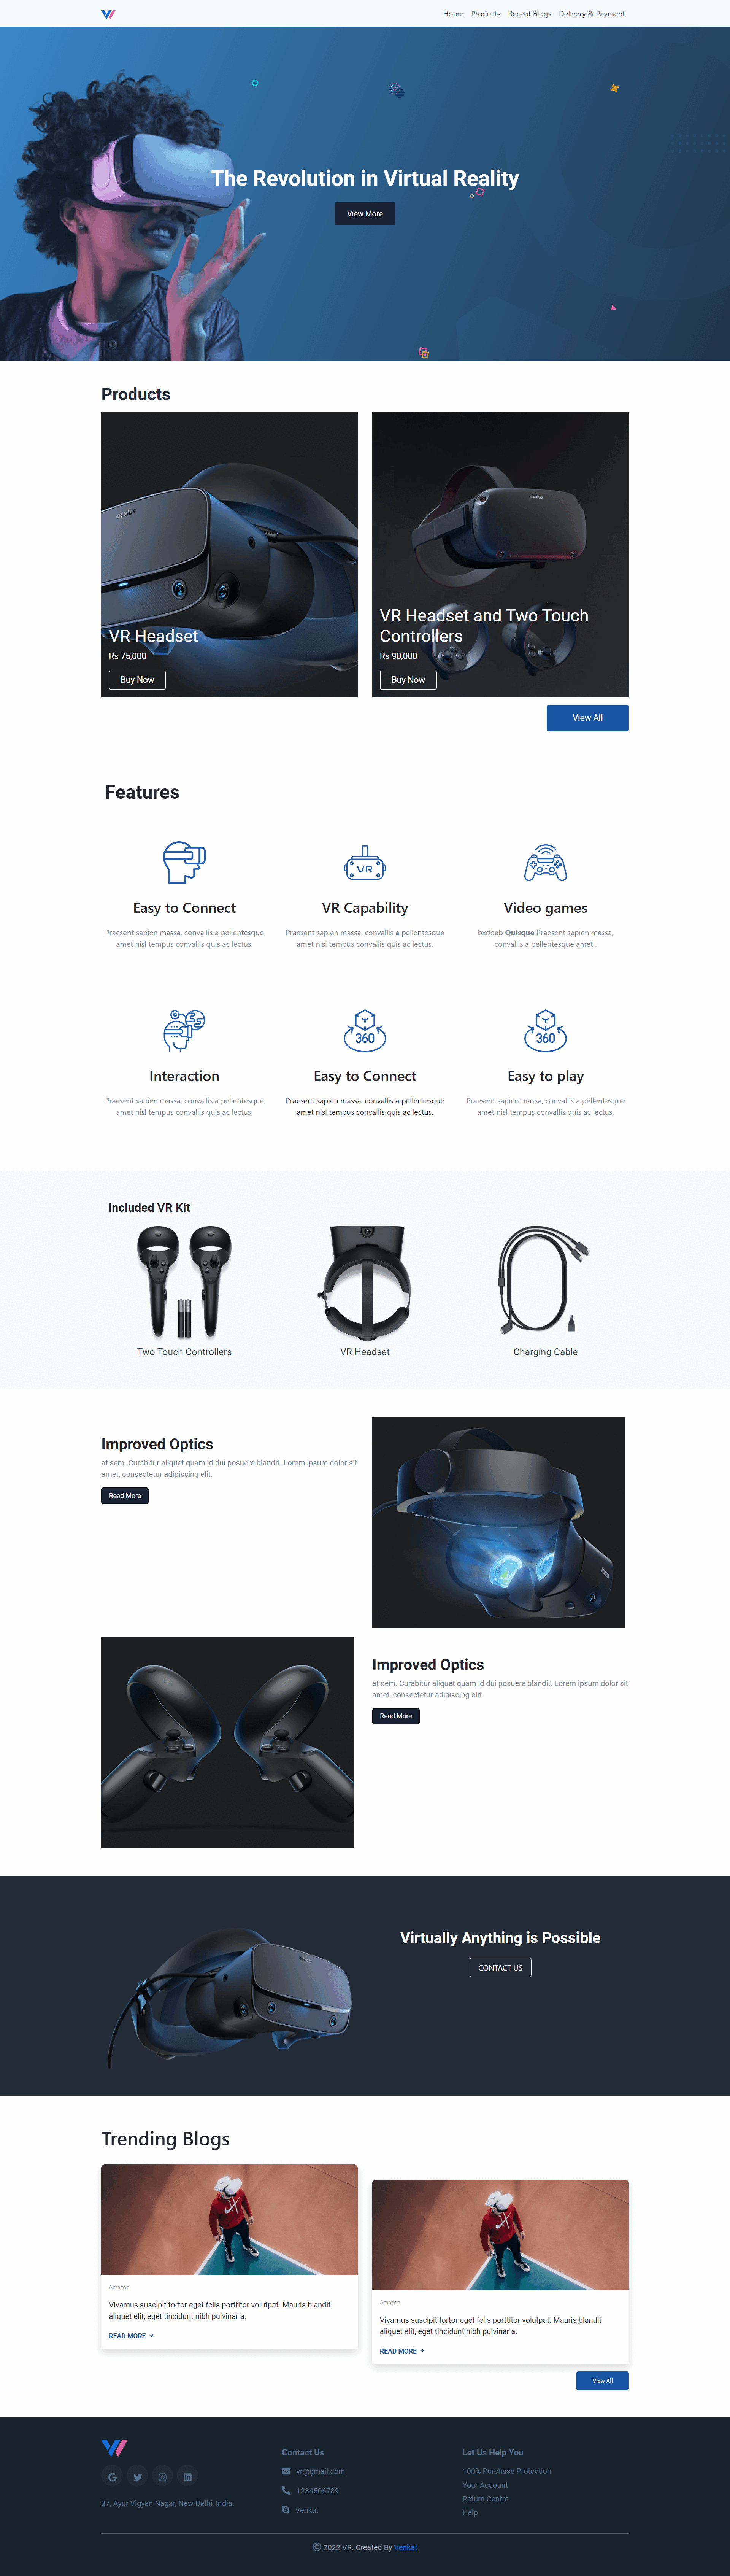 Home Products Recent Blogs Delivery & Payment
The Revolution in Virtual Reality
View More
Products
oculus
VR Headset
Rs 75,000
Buy Now
oculus
VR Headset and Two Touch
Controllers
Rs 90,000
Buy Now
View All
Features
VR
Easy to Connect
Praesent sapien massa, convallis a pellentesque
amet nisl tempus convallis quis ac lectus.
VR Capability
Praesent sapien massa, convallis a pellentesque
amet nisl tempus convallis quis ac lectus.
Video games
bxdbab Quisque Praesent sapien massa,
convallis a pellentesque amet .
360
360
Interaction
Praesent sapien massa, convallis a pellentesque
amet nisl tempus convallis quis ac lectus.
Easy to Connect
Praesent sapien massa, convallis a pellentesque
amet nisl tempus convallis quis ac lectus.
Easy to play
Praesent sapien massa, convallis a pellentesque
amet nisl tempus convallis quis ac lectus.
Included VR Kit
Two Touch Controllers
VR Headset
Charging Cable
Improved Optics
at sem. Curabitur aliquet quam id dui posuere blandit. Lorem ipsum dolor sit
amet, consectetur adipiscing elit.
Read More
Improved Optics
at sem. Curabitur aliquet quam id dui posuere blandit. Lorem ipsum dolor sit
amet, consectetur adipiscing elit.
Read More
Virtually Anything is Possible
CONTACT US
Trending Blogs
Amazon
Vivamus suscipit tortor eget felis porttitor volutpat. Mauris blandit
aliquet elit, eget tincidunt nibh pulvinar a.
READ MORE →
Amazon
Vivamus suscipit tortor eget felis porttitor volutpat. Mauris blandit
aliquet elit, eget tincidunt nibh pulvinar a.
READ MORE →
View All
37, Ayur Vigyan Nagar, New Delhi, India.
Contact Us
vr@gmail.com
1234506789
Venkat
Let Us Help You
100% Purchase Protection
Your Account
Return Centre
Help
© 2022 VR. Created By Venkat